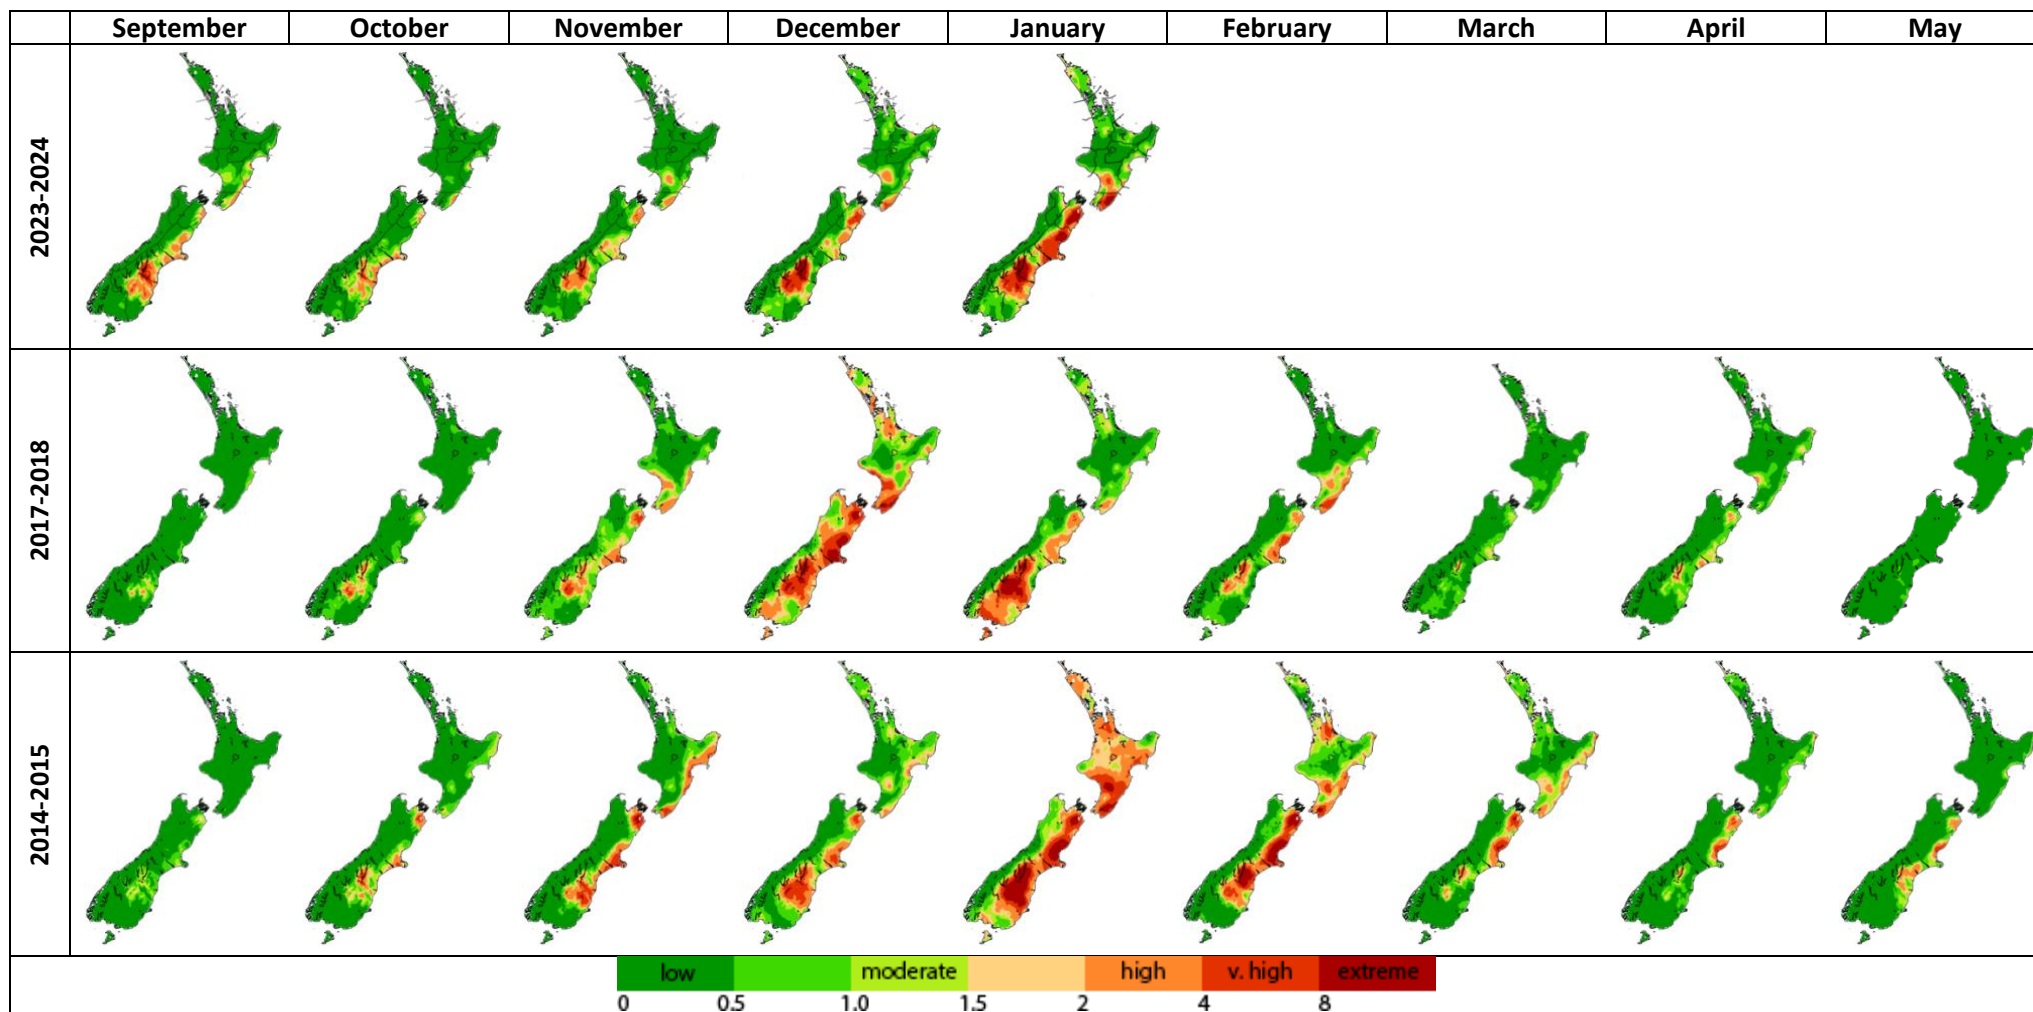 September October November December January February March April May
2023-2024
2017-2018
2014-2015
low moderate high v. high extreme
0 0.5 1.0 1.5 2 4 8